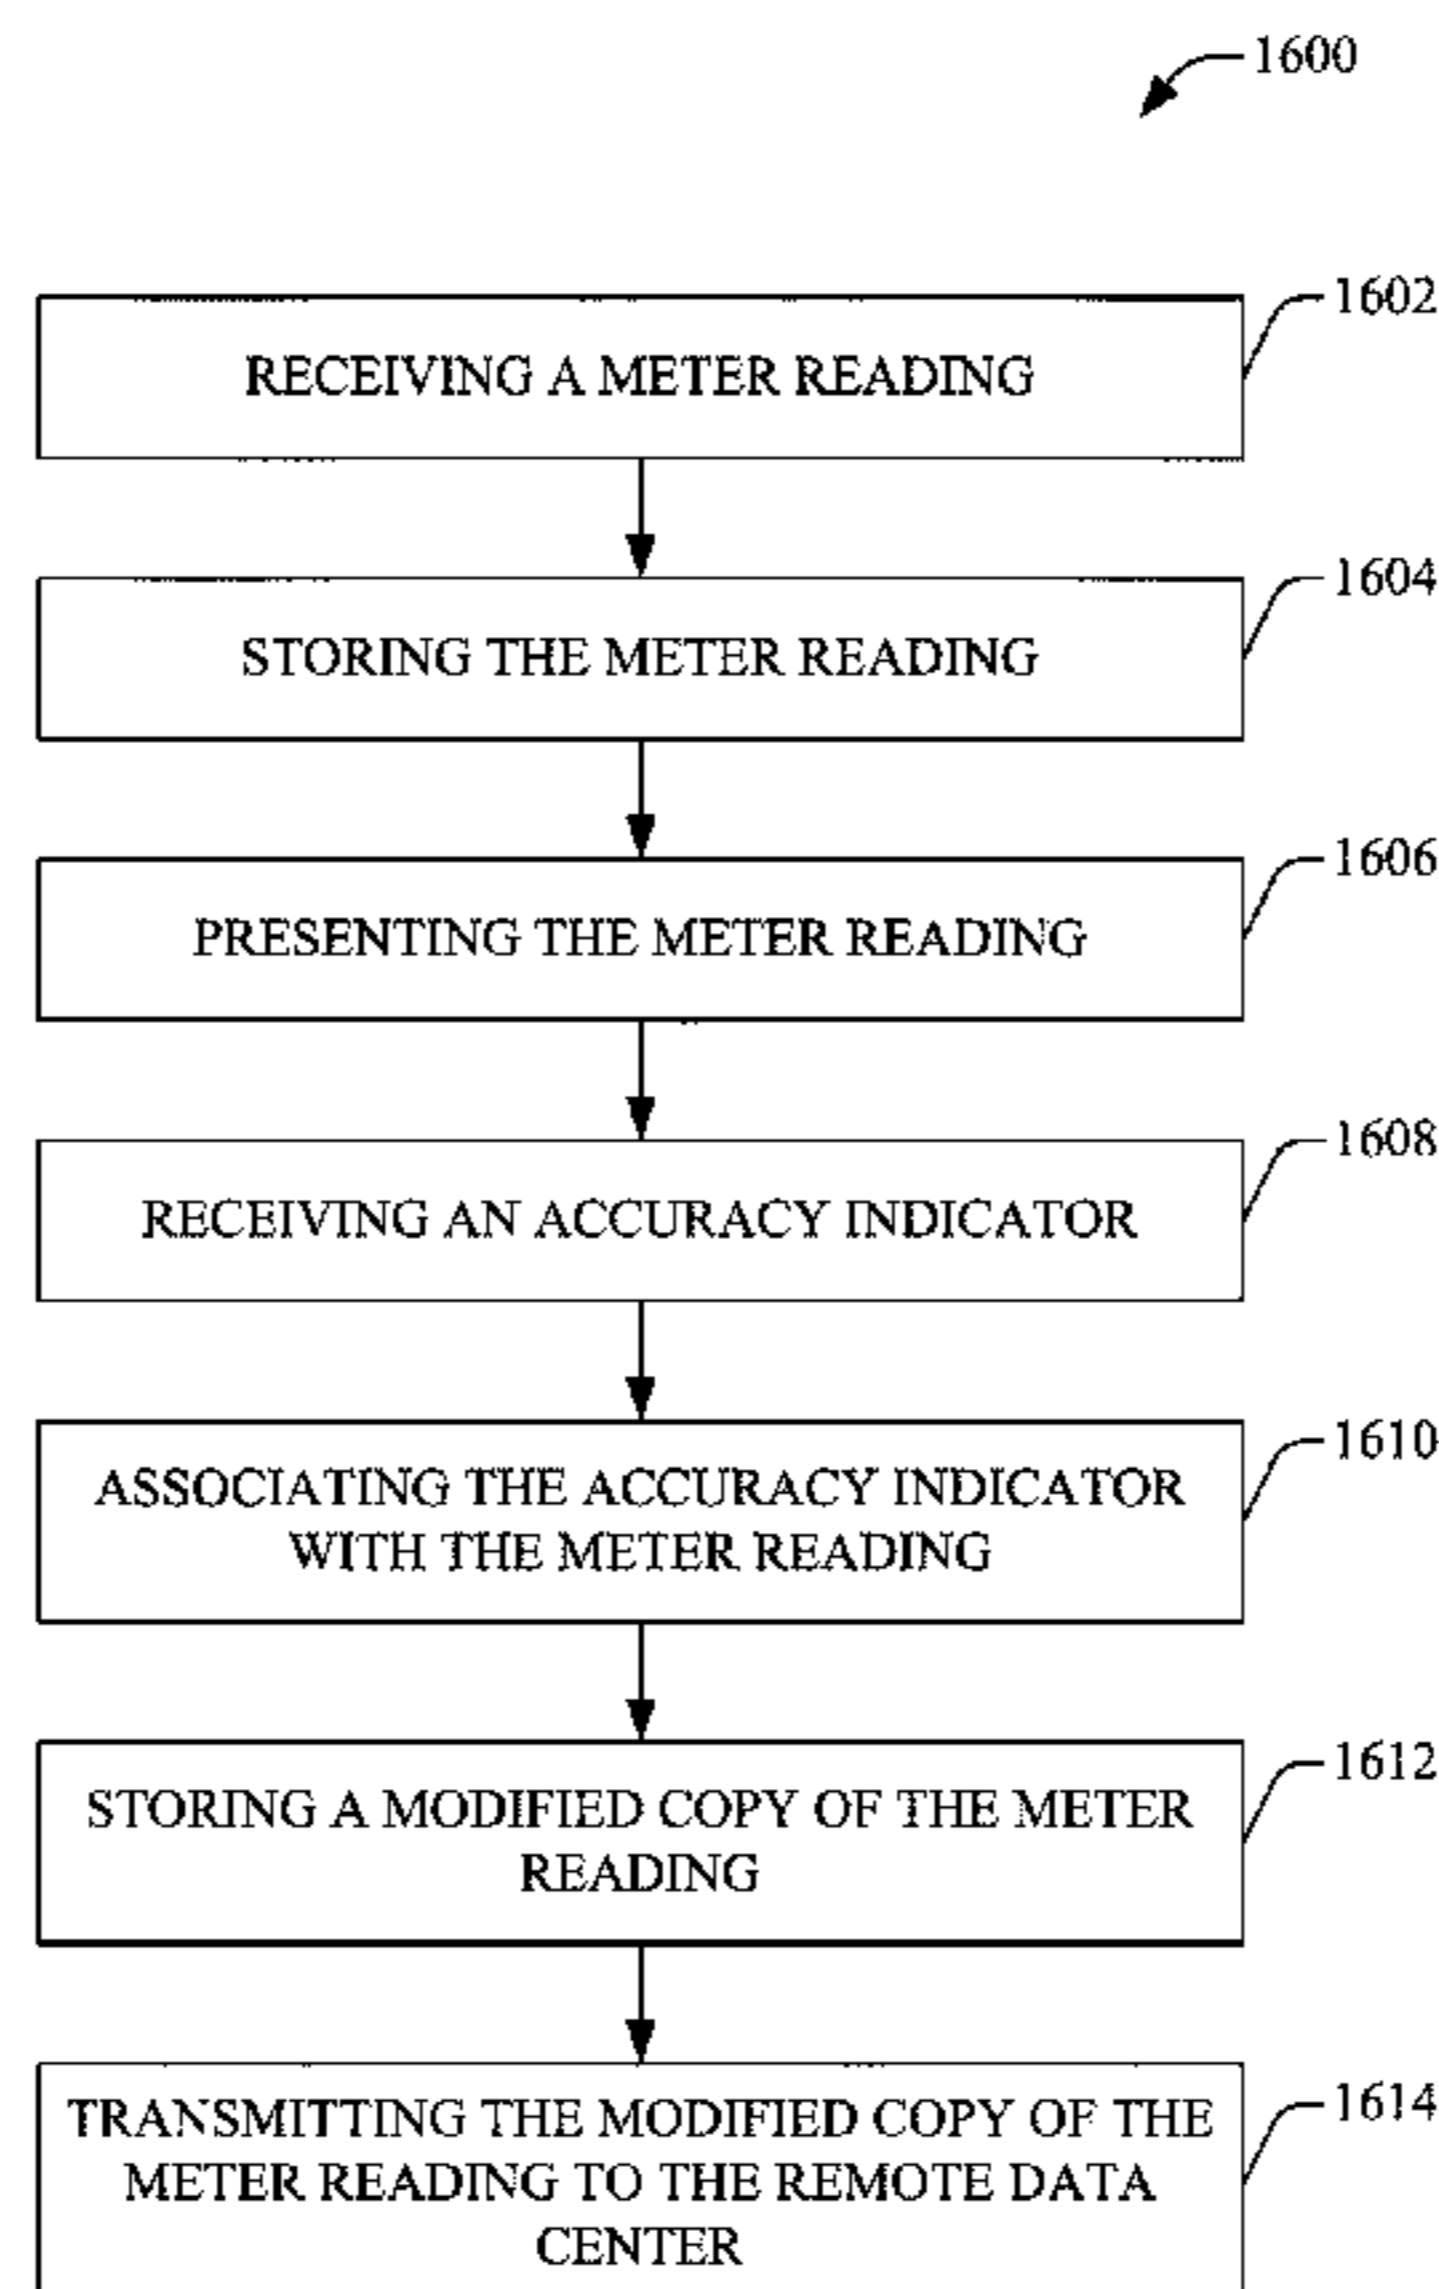 1600
1602
RECEIVING A METER READING
1604
STORING THE METER READING
1606
PRESENTING THE METER READING
1608
RECEIVING AN ACCURACY INDICATOR
1610
ASSOCIATING THE ACCURACY INDICATOR
WITH THE METER READING
1612
STORING A MODIFIED COPY OF THE METER
READING
1614
TRANSMITTING THE MODIFIED COPY OF THE
METER READING TO THE REMOTE DATA
CENTER